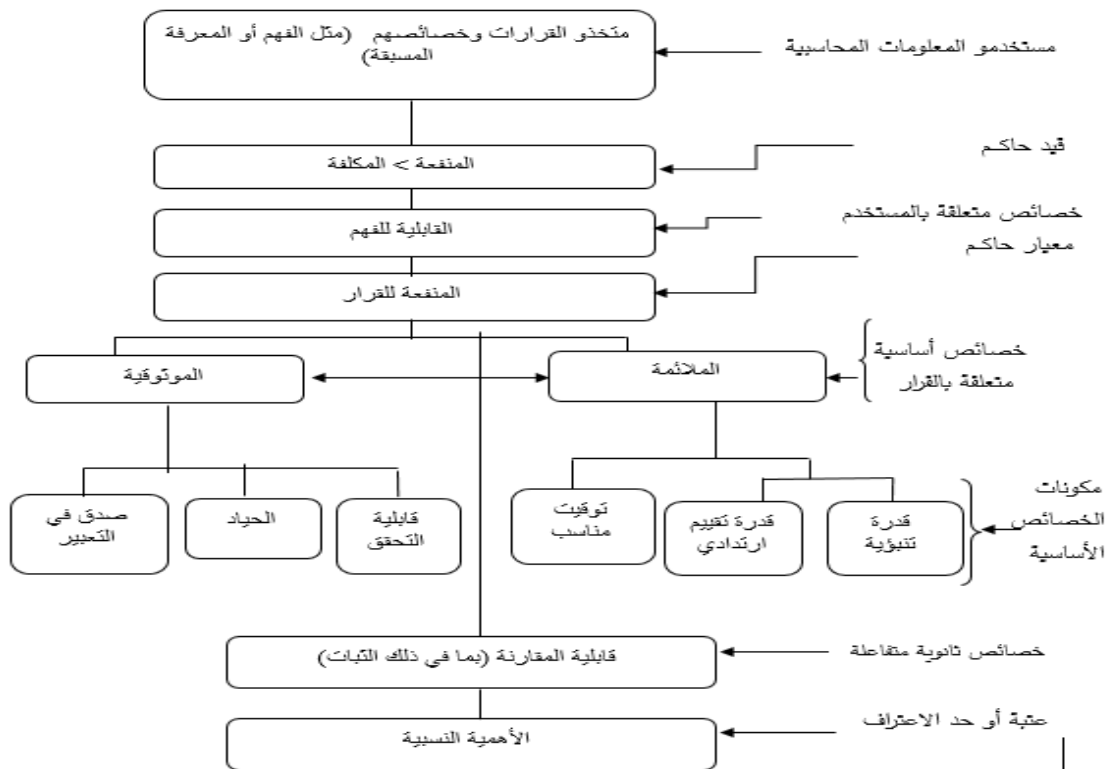 متخذو القرارات وخصائصهم (مثل الفهم أو المعرفة
المسبقة)
مستخدمو المعلومات المحاسبية
قيد حاكم
المنفعة > المكلفة
خصائص متعلقة بالمستخدم
القابلية للفهم
معيار حاكم
المنفعة للقرار
خصائص أساسية
متعلقة بالقرار
الملائمة
الموثوقية
مكونات
الخصائص
الأساسية
قدرة
تنبؤية
قدرة تقييم
ارتدادي
توقيت
مناسب
قابلية
التحقق
الحياد
صدق في
التعبير
خصائص ثانوية متفاعلة
قابلية المقارنة (بما في ذلك الثبات)
عتبة أو حد الاعتراف
الأهمية النسبية